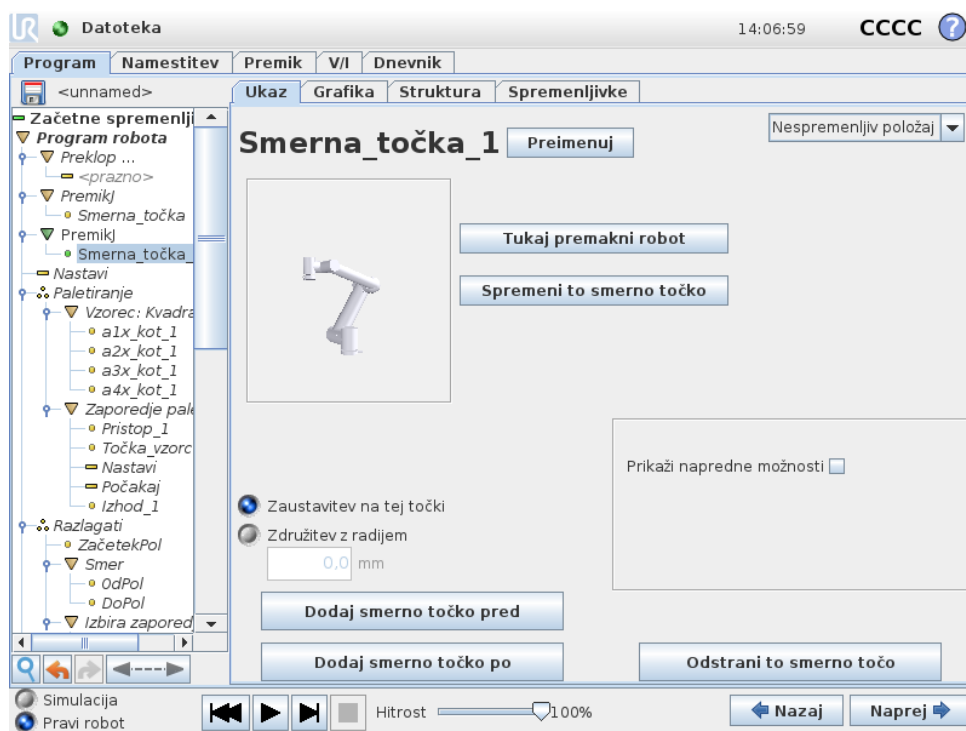 UR Datoteka 14:06:59 CCCC ?
Program Namestitev Premik V/I Dnevnik
<unnamed>
Ukaz Grafika Struktura Spremenljivke
Začetne spremenlji
Program robota
Preklop ...
<prazno>
PremikJ
Smerna_točka
PremikJ
Smerna_točka_
Nastavi
Paletiranje
Vzorec: Kvadra
a1x_kot_1
a2x_kot_1
a3x_kot_1
a4x_kot_1
Zaporedje pale
Pristop_1
Točka_vzorc
Nastavi
Počakaj
Izhod_1
Razlagati
ZačetekPol
Smer
OdPol
DoPol
Izbira zapored
Smerna_točka_1
Preimenuj
Nespremenljiv položaj
Tukaj premakni robot
Spremeni to smerno točko
Prikaži napredne možnosti
Zaustavitev na tej točki
Združitev z radijem
0,0 mm
Dodaj smerno točko pred
Dodaj smerno točko po
Odstrani to smerno točo
Simulacija
Pravi robot
Hitrost 100%
Nazaj
Naprej